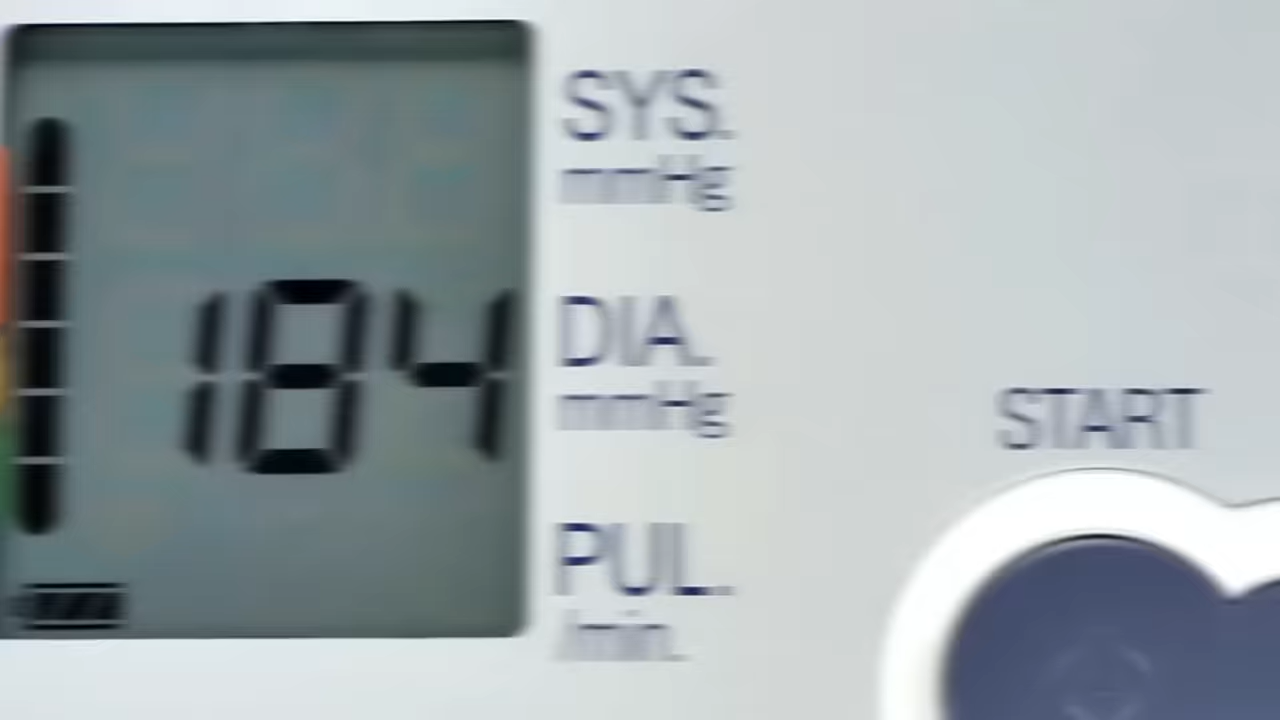 SYS.
mmHg
184
DIA.
mmHg
START
PUL.
/min.